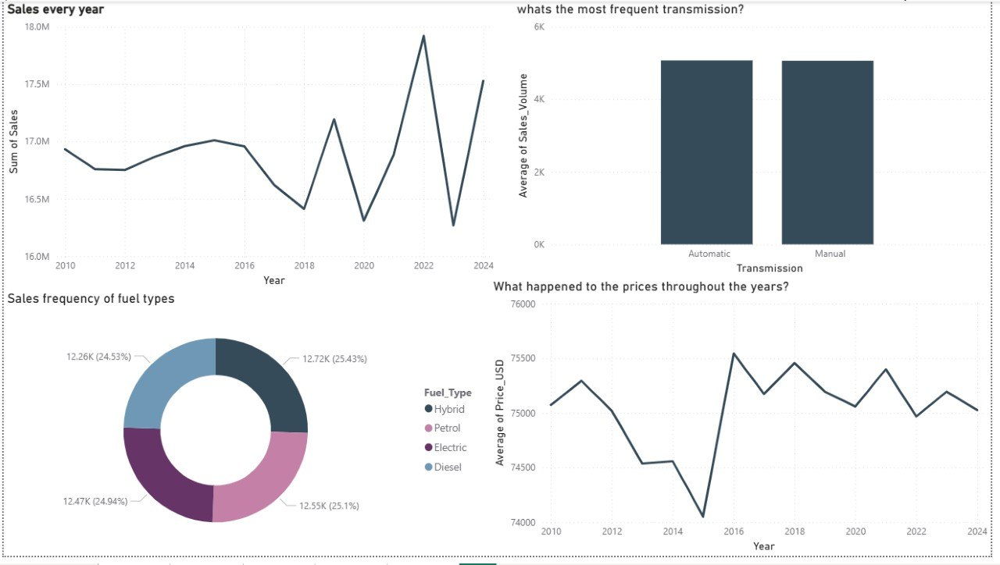 Sales every year
18.0M
17.5M
17.0M
16.5M
16.0M
Sum of Sales
2010 2012 2014 2016 2018 2020 2022 2024
Year
whats the most frequent transmission?
6K
4K
2K
0K
Average of Sales_Volume
Automatic Manual
Transmission
Sales frequency of fuel types
12.26K (24.53%)
12.72K (25.43%)
12.47K (24.94%)
12.55K (25.1%)
Fuel_Type
Hybrid
Petrol
Electric
Diesel
What happened to the prices throughout the years?
76000
75500
75000
74500
74000
Average of Price_USD
2010 2012 2014 2016 2018 2020 2022 2024
Year